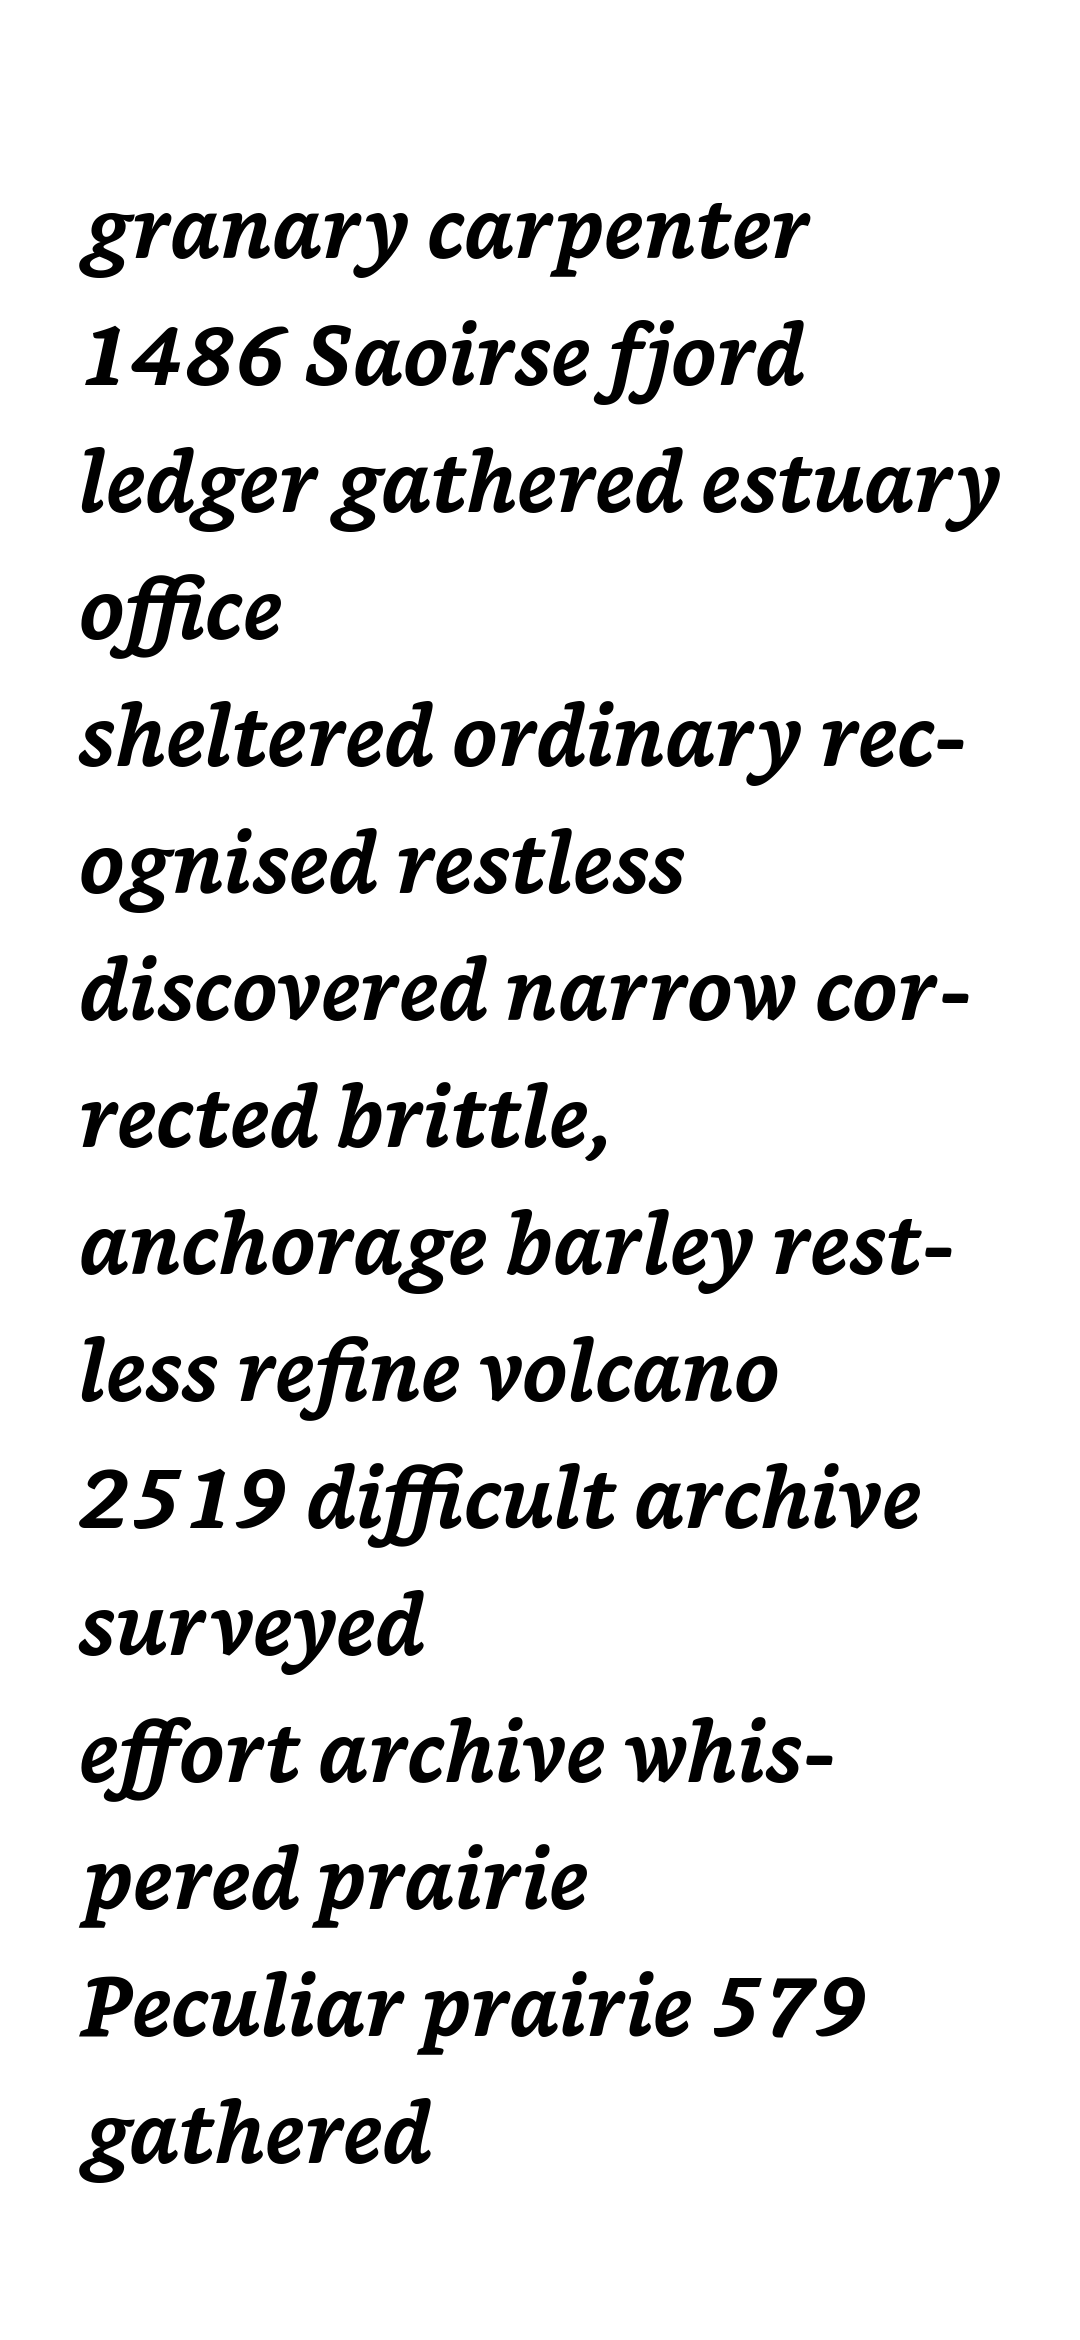 granary carpenter
1486 Saoirse fjord
ledger gathered estuary
office
sheltered ordinary rec-
ognised restless
discovered narrow cor-
rected brittle,
anchorage barley rest-
less refine volcano
2519 difficult archive
surveyed
effort archive whis-
pered prairie
Peculiar prairie 579
gathered